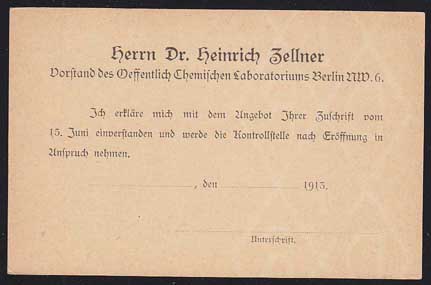 Herrn Dr. Heinrich Zellner
Vorstand des Oeffentlich Chemischen Laboratoriums Berlin NW. 6.
Ich erkläre mich mit dem Angebot Ihrer Zuschrift vom
15. Juni einverstanden und werde die Kontrollstelle nach Eröffnung in
Anspruch nehmen.
, den 1913.
Unterschrift.